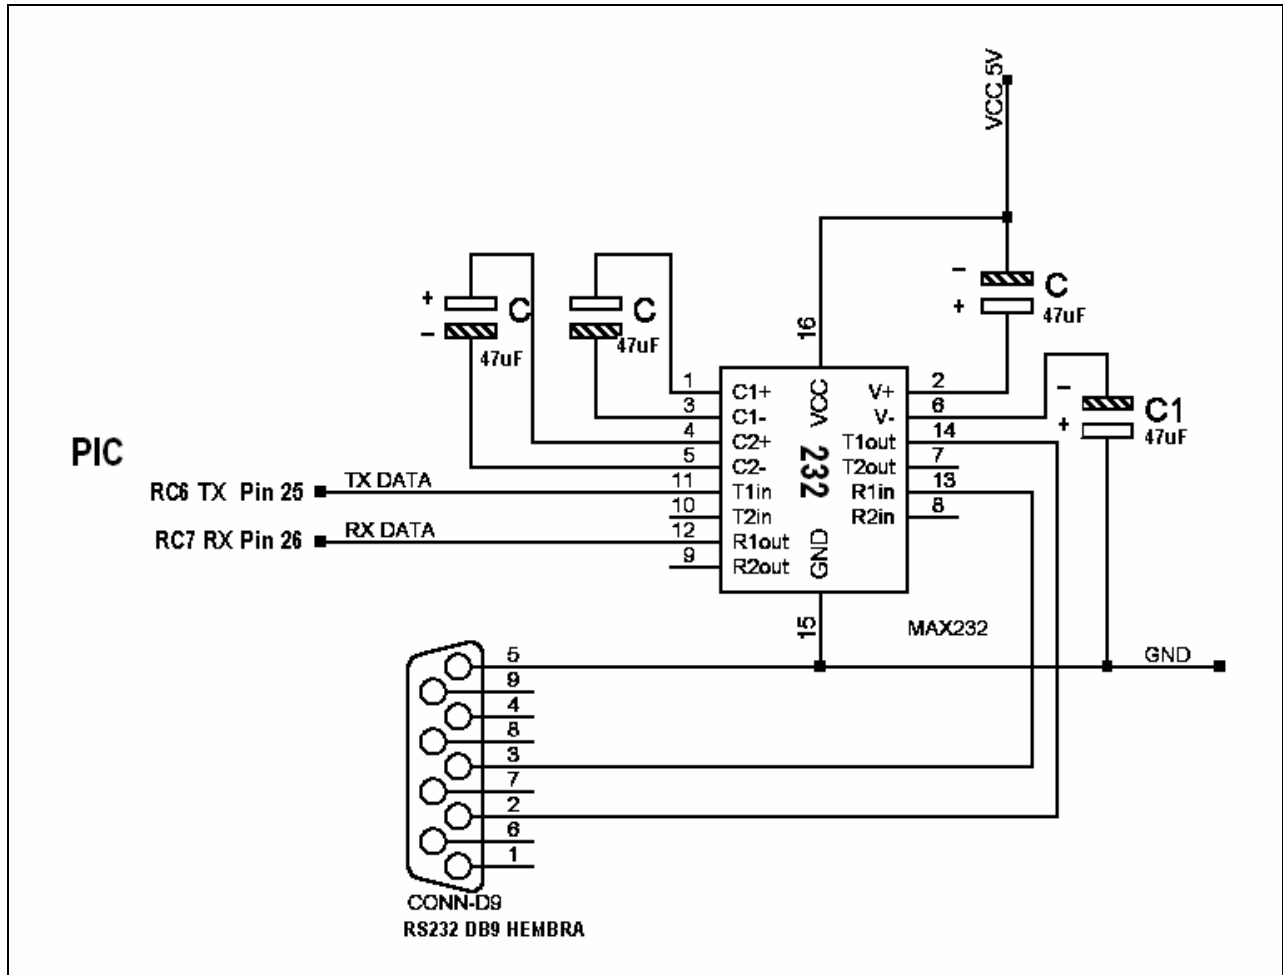 VCC 5V
-
+
C
47uF
+
-
C
47uF
C
47uF
16
-
+
C1
47uF
1
3
4
5
11
10
12
9
C1+
C1-
C2+
C2-
T1in
T2in
R1out
R2out
VCC
232
GND
V+
V-
T1out
T2out
R1in
R2in
2
6
14
7
13
8
PIC
RC6 TX Pin 25
TX DATA
RC7 RX Pin 26
RX DATA
15
MAX232
GND
5
9
4
8
3
7
2
6
1
CONN-D9
RS232 DB9 HEMBRA